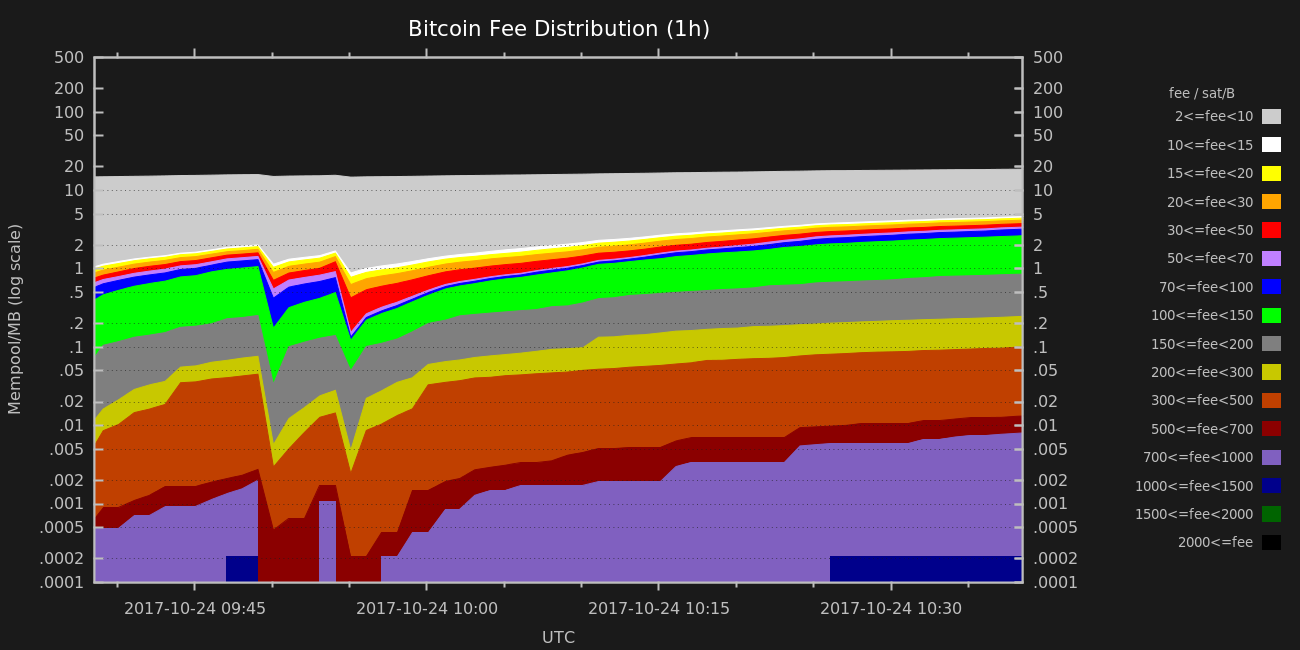 Bitcoin Fee Distribution (1h)
500 500
200 200
100 100
50 50
20 20
10 10
5 5
2 2
1 1
.5 .5
.2 .2
.1 .1
.05 .05
.02 .02
.01 .01
.005 .005
.002 .002
.001 .001
.0005 .0005
.0002 .0002
.0001 .0001
Mempool/MB (log scale)
2017-10-24 09:45 2017-10-24 10:00 2017-10-24 10:15 2017-10-24 10:30
UTC
fee / sat/B
2<=fee<10
10<=fee<15
15<=fee<20
20<=fee<30
30<=fee<50
50<=fee<70
70<=fee<100
100<=fee<150
150<=fee<200
200<=fee<300
300<=fee<500
500<=fee<700
700<=fee<1000
1000<=fee<1500
1500<=fee<2000
2000<=fee